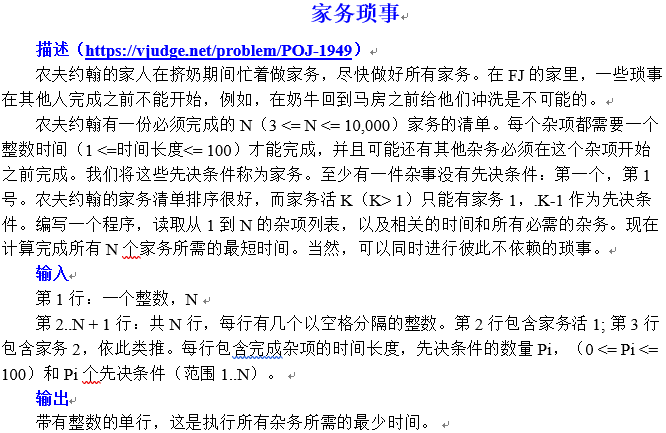 家务琐事
描述（https://vjudge.net/problem/POJ-1949）
农夫约翰的家人在挤奶期间忙着做家务，尽快做好所有家务。在 FJ 的家里，一些琐事
在其他人完成之前不能开始，例如，在奶牛回到马房之前给他们冲洗是不可能的。
农夫约翰有一份必须完成的 N（3 <= N <= 10,000）家务的清单。每个杂项都需要一个
整数时间（1 <=时间长度<= 100）才能完成，并且可能还有其他杂务必须在这个杂项开始
之前完成。我们将这些先决条件称为家务。至少有一件杂事没有先决条件：第一个，第 1
号。农夫约翰的家务清单排序很好，而家务活 K（K> 1）只能有家务 1，.K-1 作为先决条
件。编写一个程序，读取从 1 到 N 的杂项列表，以及相关的时间和所有必需的杂务。现在
计算完成所有 N 个家务所需的最短时间。当然，可以同时进行彼此不依赖的琐事。
输入
第 1 行：一个整数，N
第 2..N + 1 行：共 N 行，每行有几个以空格分隔的整数。第 2 行包含家务活 1; 第 3 行
包含家务 2，依此类推。每行包含完成杂项的时间长度，先决条件的数量 Pi，（0 <= Pi <=
100）和 Pi 个先决条件（范围 1..N）。
输出
带有整数的单行，这是执行所有杂务所需的最少时间。